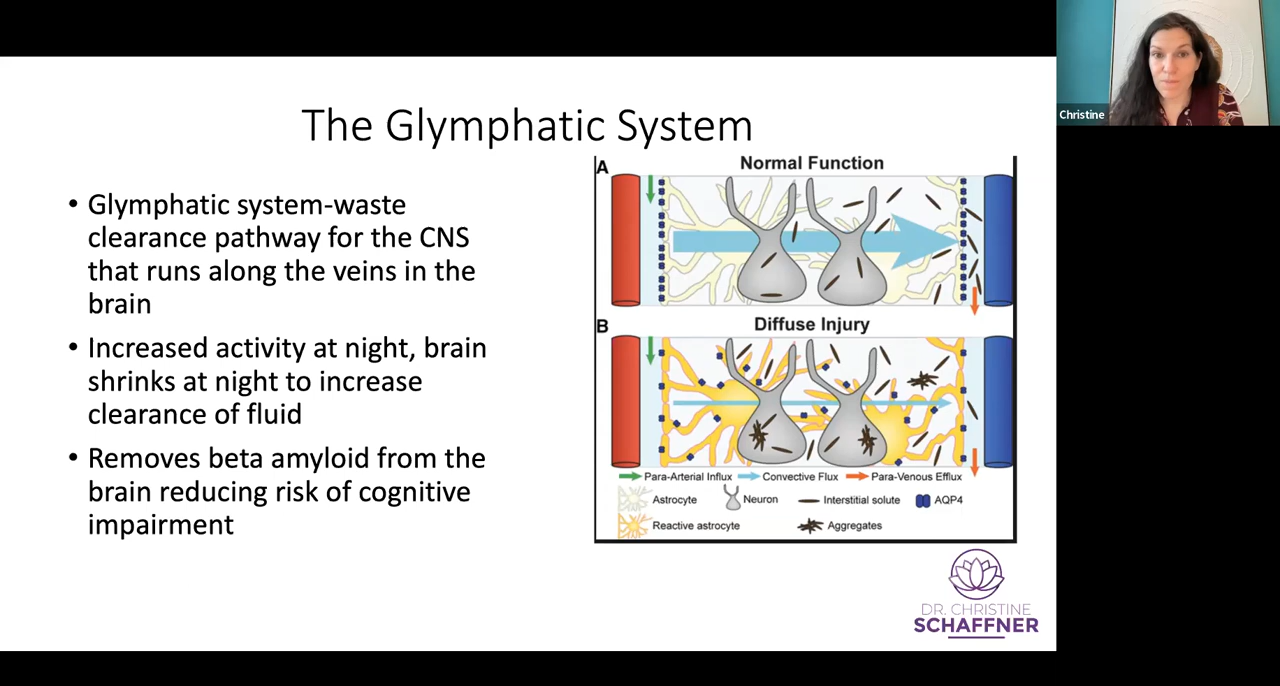 Christine
The Glymphatic System
• Glymphatic system-waste
clearance pathway for the CNS
that runs along the veins in the
brain
• Increased activity at night, brain
shrinks at night to increase
clearance of fluid
• Removes beta amyloid from the
brain reducing risk of cognitive
impairment
A
Normal Function
B
Diffuse Injury
Para-Arterial Influx Convective Flux Para-Venous Efflux
Astrocyte Neuron Interstitial solute AQP4
Reactive astrocyte Aggregates
DR. CHRISTINE
SCHAFFNER